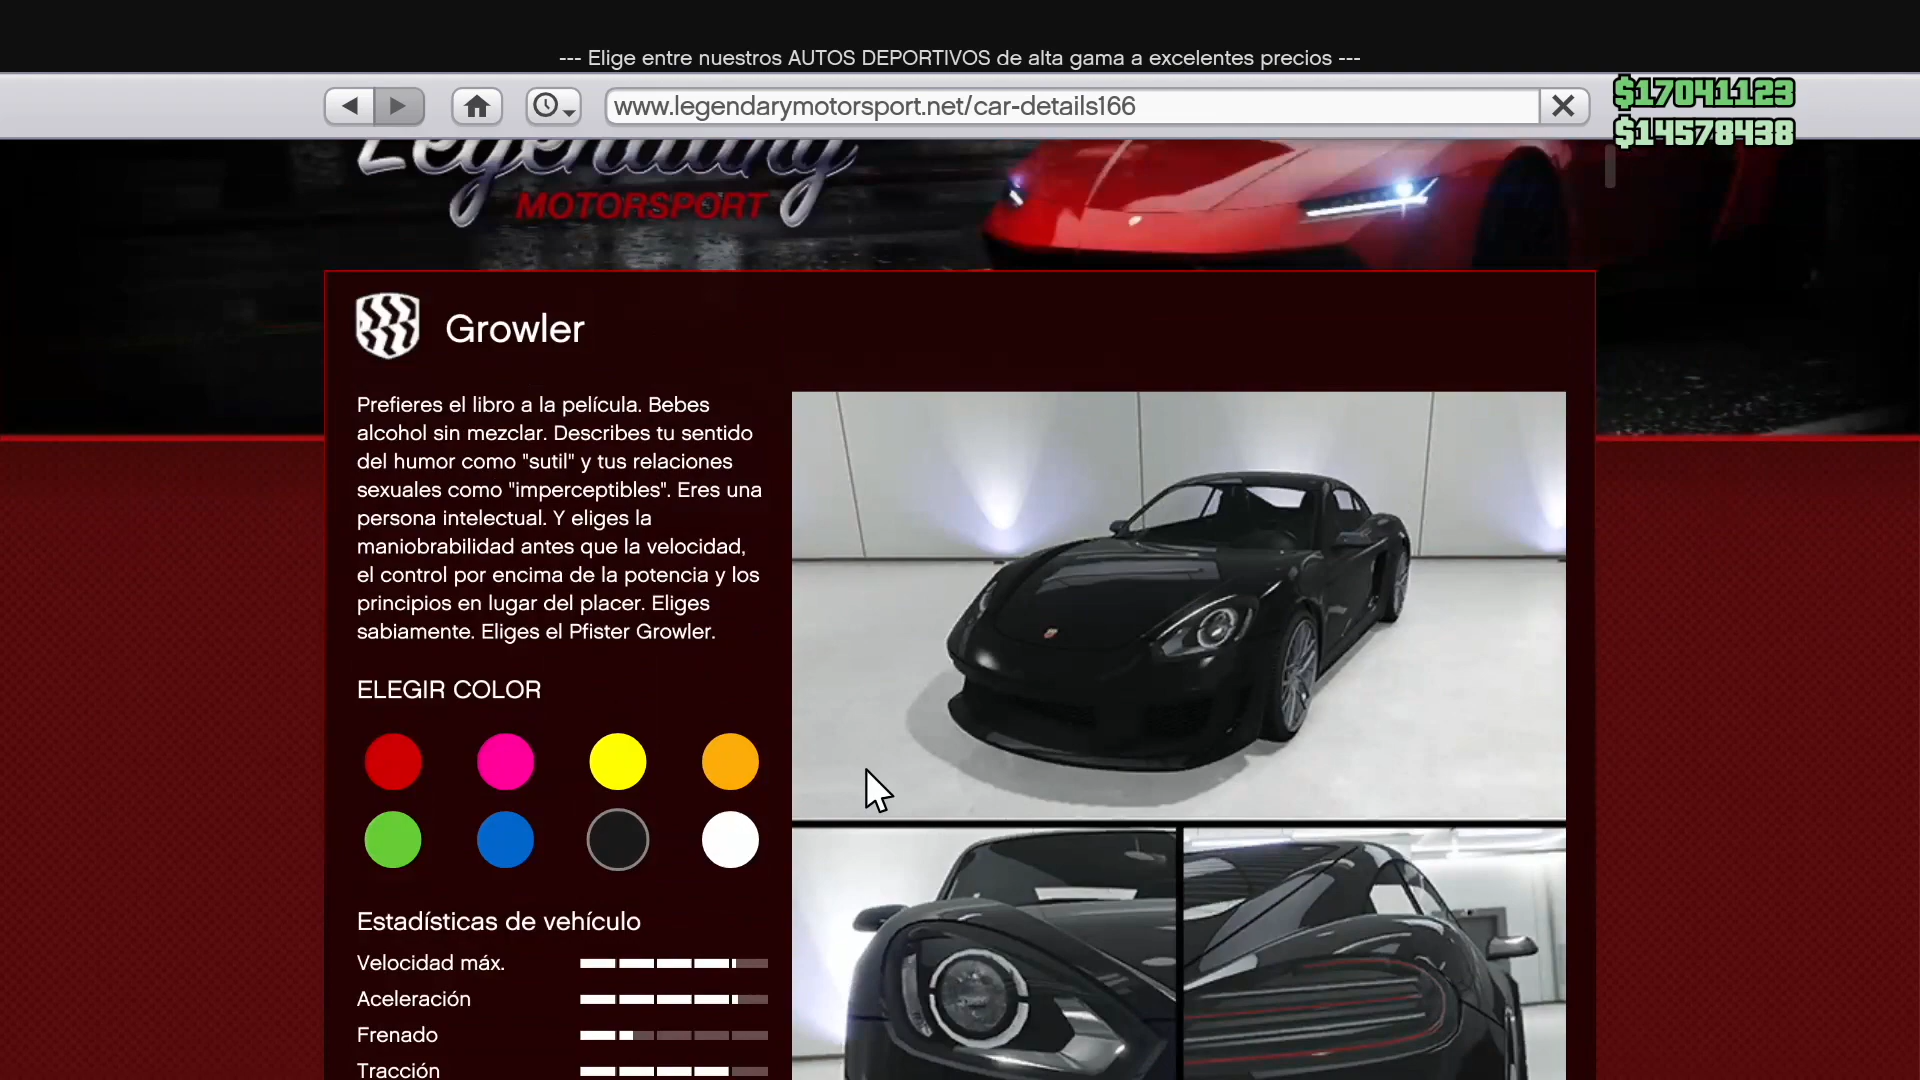 --- Elige entre nuestros AUTOS DEPORTIVOS de alta gama a excelentes precios ---
www.legendarymotorsport.net/car-details166
$17041123
$14578438
Legendary
MOTORSPORT
Growler
Prefieres el libro a la película. Bebes
alcohol sin mezclar. Describes tu sentido
del humor como "sutil" y tus relaciones
sexuales como "imperceptibles". Eres una
persona intelectual. Y eliges la
maniobrabilidad antes que la velocidad,
el control por encima de la potencia y los
principios en lugar del placer. Eliges
sabiamente. Eliges el Pfister Growler.
ELEGIR COLOR
Estadísticas de vehículo
Velocidad máx.
Aceleración
Frenado
Tracción